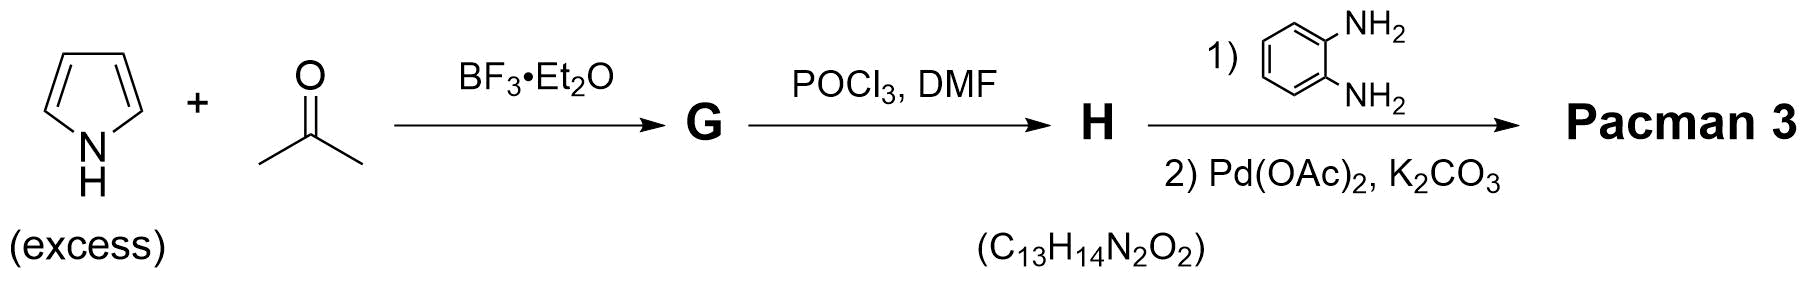 O
N
H
+
(excess)
BF₃•Et₂O
G
POCl₃, DMF
H
(C₁₃H₁₄N₂O₂)
1)
NH₂
NH₂
2) Pd(OAc)₂, K₂CO₃
Pacman 3